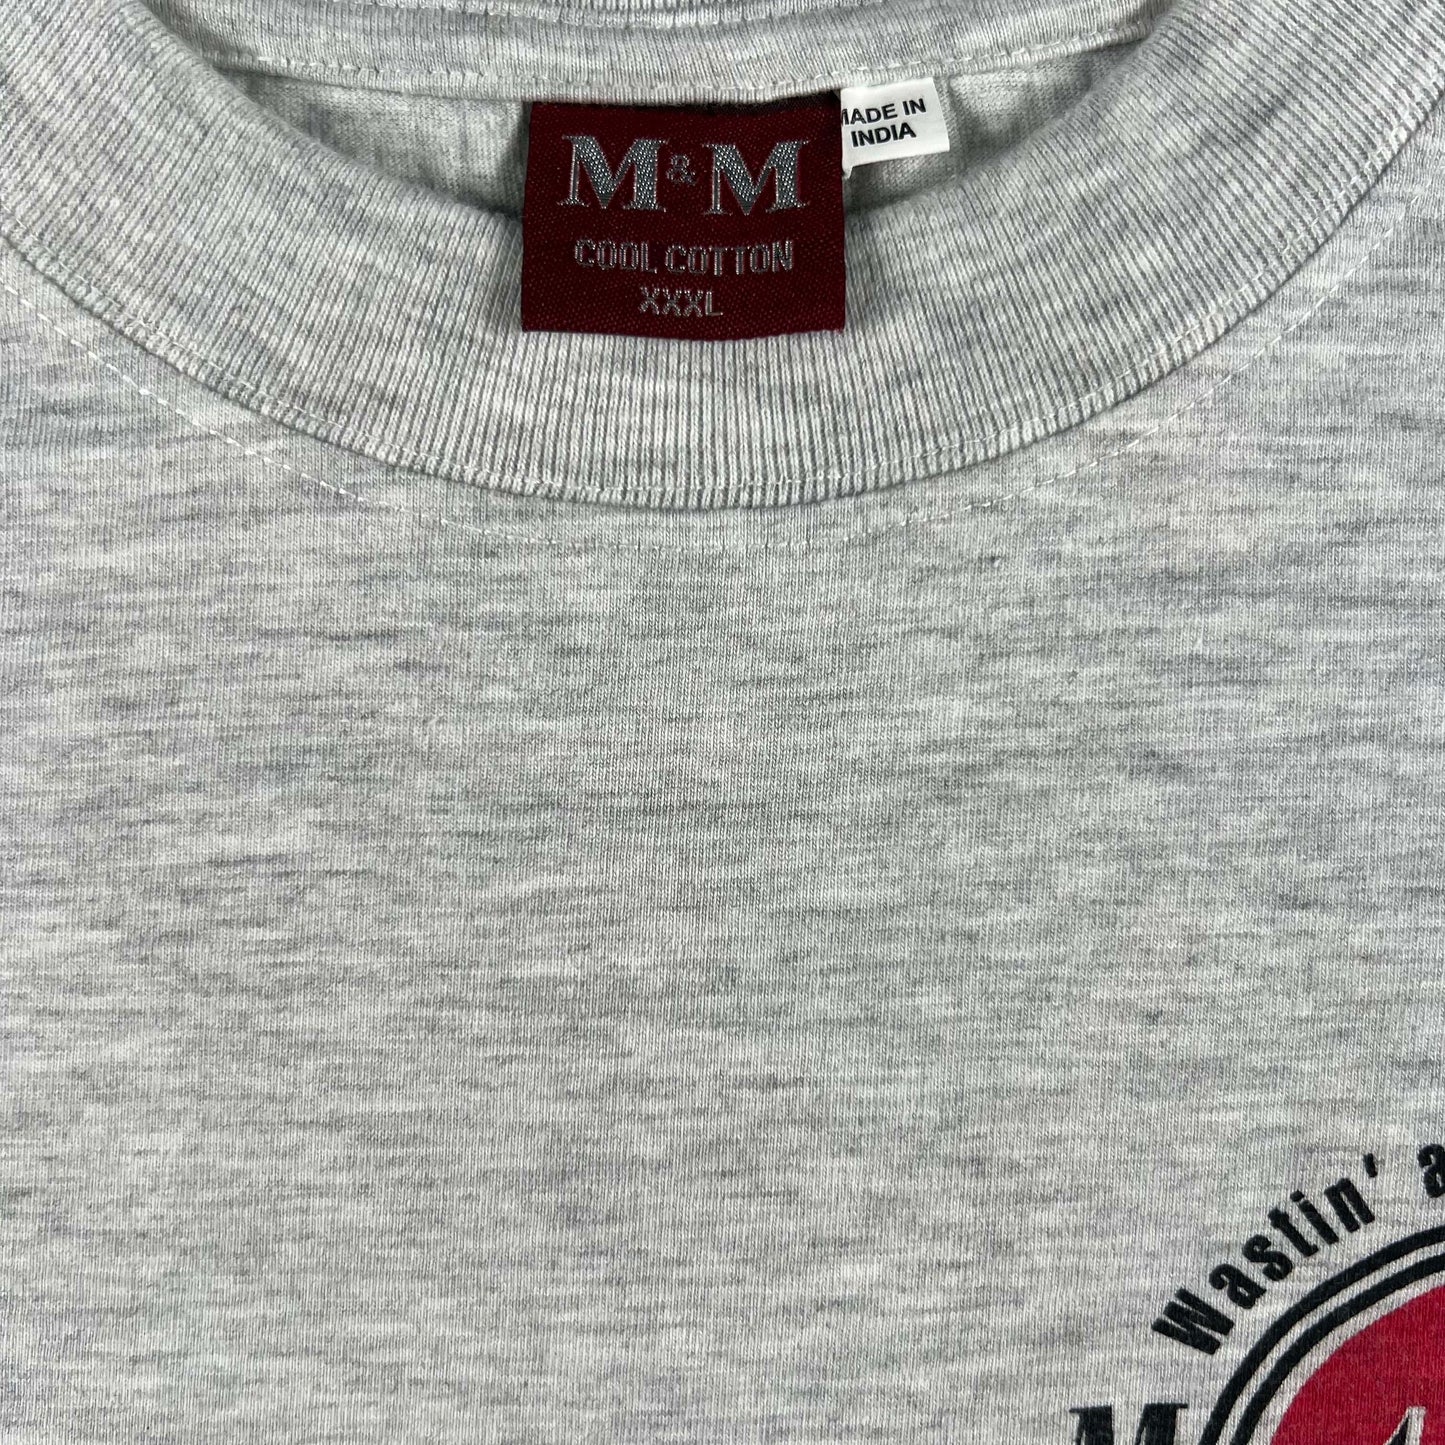 M&M
COOL COTTON
XXXL
MADE IN
INDIA
Wastin' a
M